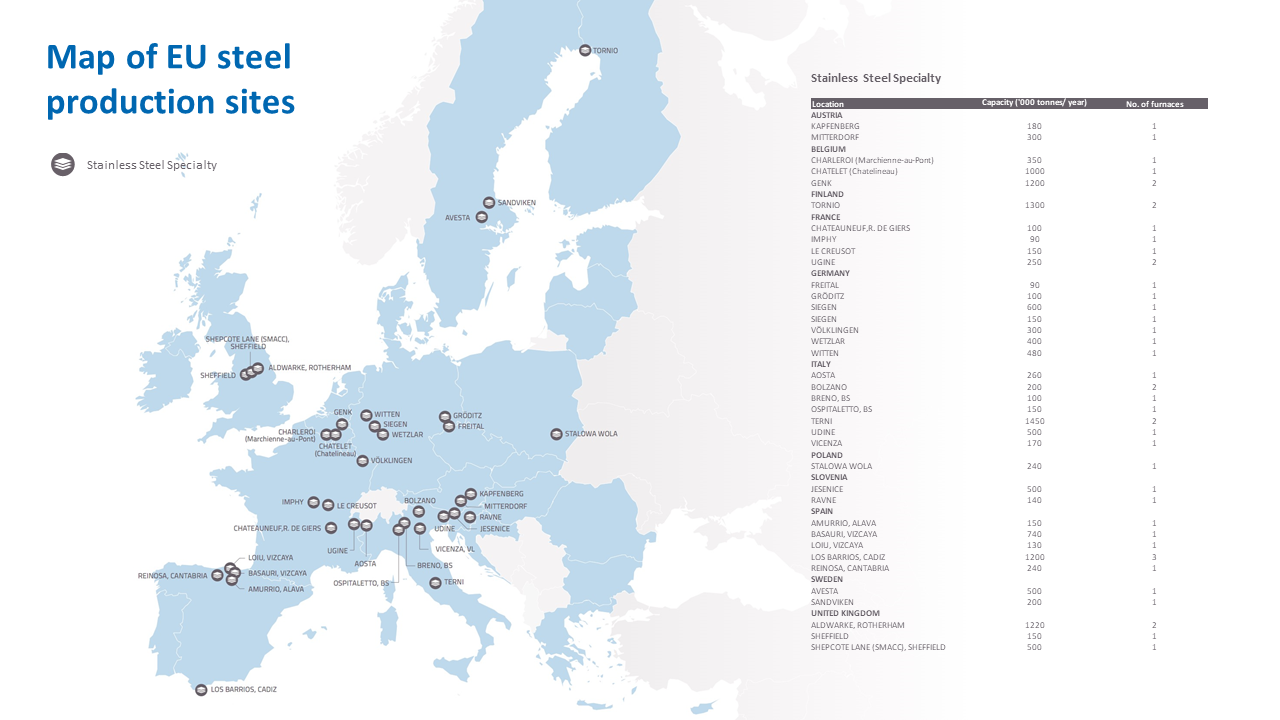 Map of EU steel
production sites
Stainless Steel Specialty
TORNIO
SANDVIKEN
AVESTA
SHEPCOTE LANE (SMACC),
SHEFFIELD
ALDWARKE, ROTHERHAM
SHEFFIELD
GENK
WITTEN
SIEGEN
WETZLAR
CHARLEROI
(Marchienne-au-Pont)
CHATELET
(Chatelineau)
GRÖDITZ
FREITAL
STALOWA WOLA
VÖLKLINGEN
IMPHY
LE CREUSOT
BOLZANO
KAPFENBERG
MITTERDORF
RAVNE
JESENICE
UDINE
CHATEAUNEUF,R. DE GIERS
UGINE
AOSTA
VICENZA, VL
BRENO, BS
OSPITALETTO, BS
TERNI
LOIU, VIZCAYA
BASAURI, VIZCAYA
REINOSA, CANTABRIA
AMURRIO, ALAVA
LOS BARRIOS, CADIZ
Stainless Steel Specialty
Location Capacity ('000 tonnes/ year) No. of furnaces
AUSTRIA
KAPFENBERG 180 1
MITTERDORF 300 1
BELGIUM
CHARLEROI (Marchienne-au-Pont) 350 1
CHATELET (Chatelineau) 1000 1
GENK 1200 2
FINLAND
TORNIO 1300 2
FRANCE
CHATEAUNEUF,R. DE GIERS 100 1
IMPHY 90 1
LE CREUSOT 150 1
UGINE 250 2
GERMANY
FREITAL 90 1
GRÖDITZ 100 1
SIEGEN 600 1
SIEGEN 150 1
VÖLKLINGEN 300 1
WETZLAR 400 1
WITTEN 480 1
ITALY
AOSTA 260 1
BOLZANO 200 2
BRENO, BS 100 1
OSPITALETTO, BS 150 1
TERNI 1450 2
UDINE 500 1
VICENZA 170 1
POLAND
STALOWA WOLA 240 1
SLOVENIA
JESENICE 500 1
RAVNE 140 1
SPAIN
AMURRIO, ALAVA 150 1
BASAURI, VIZCAYA 740 1
LOIU, VIZCAYA 130 1
LOS BARRIOS, CADIZ 1200 3
REINOSA, CANTABRIA 240 1
SWEDEN
AVESTA 500 1
SANDVIKEN 200 1
UNITED KINGDOM
ALDWARKE, ROTHERHAM 1220 2
SHEFFIELD 150 1
SHEPCOTE LANE (SMACC), SHEFFIELD 500 1